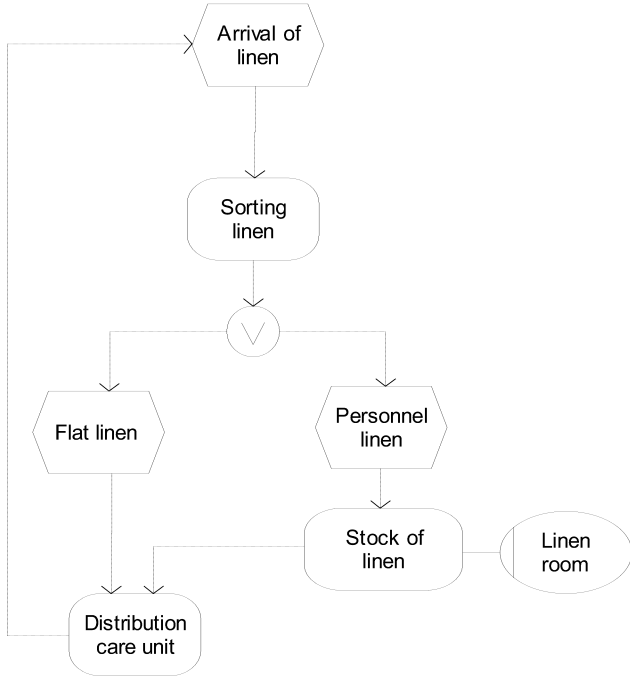 Arrival of
linen
Sorting
linen
V
Flat linen
Personnel
linen
Stock of
linen
Linen
room
Distribution
care unit